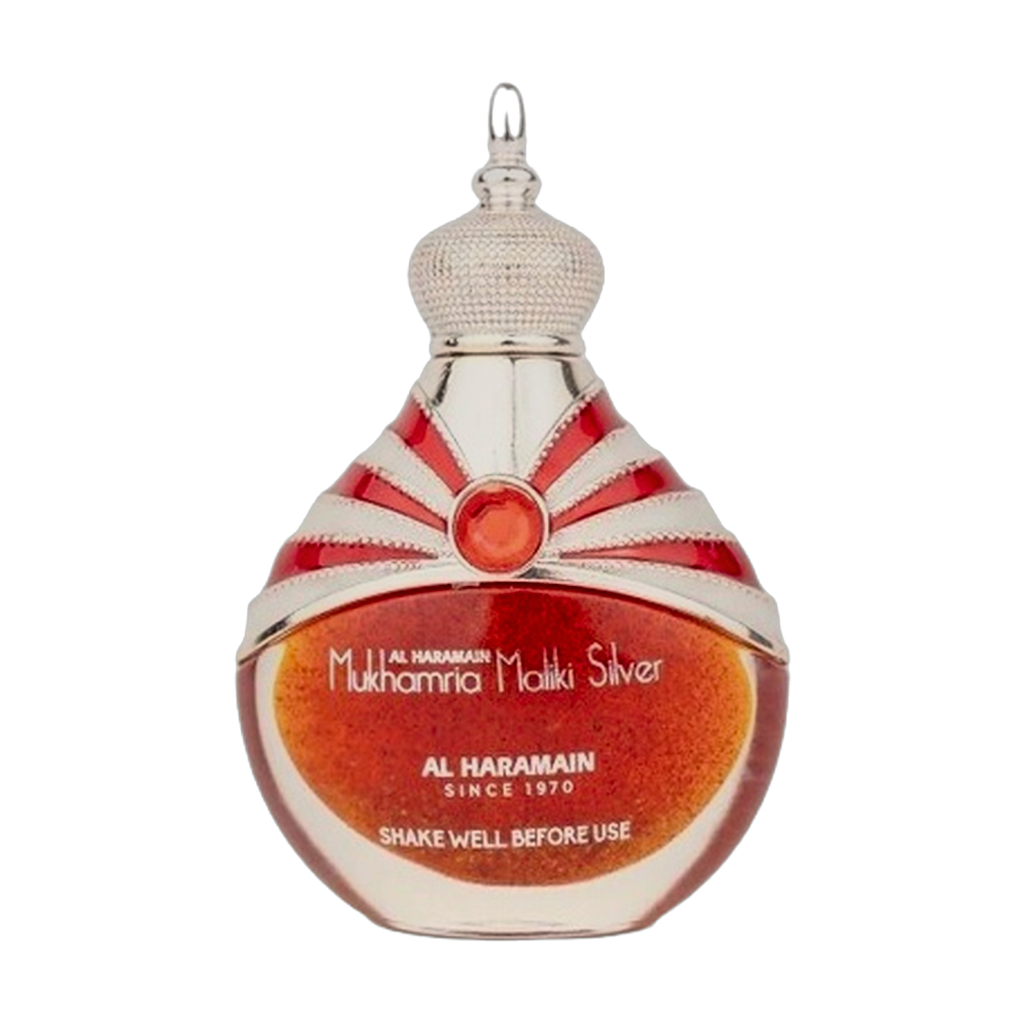 AL HARAMAIN
Mukhamria Maliki Silver
AL HARAMAIN
SINCE 1970
SHAKE WELL BEFORE USE